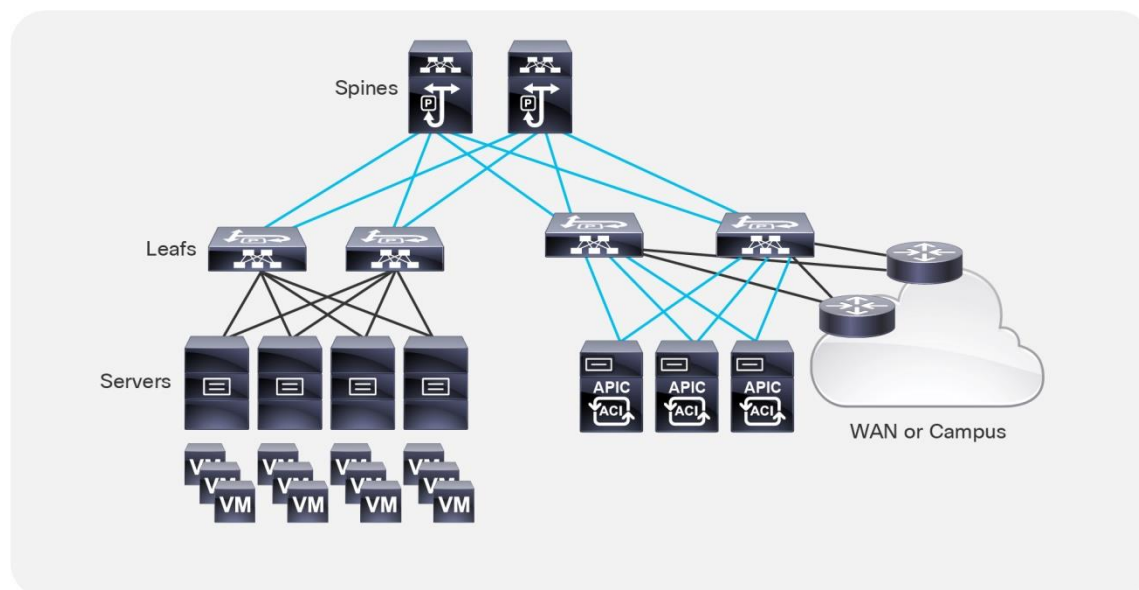 Spines
P
P
Leafs
P
P
P
P
Servers
APIC
APIC
APIC
ACI
ACI
ACI
WAN or Campus
VM
VM
VM
VM
VM
VM
VM
VM
VM
VM
VM
VM